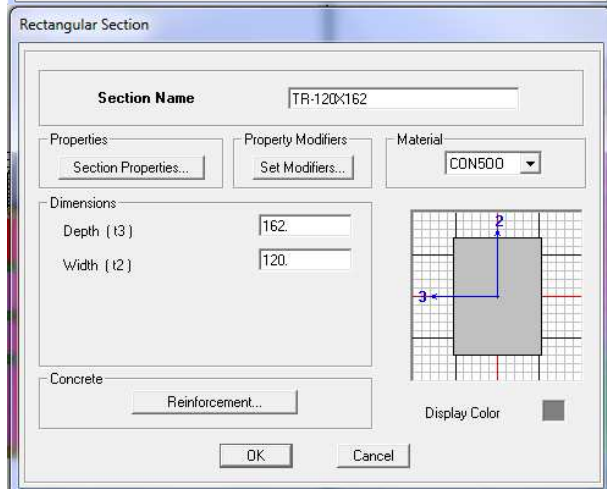 Rectangular Section
Section Name TR-120X162
Properties Property Modifiers Material
Section Properties... Set Modifiers... CON500
Dimensions
Depth ( t3 ) 162.
Width ( t2 ) 120.
2
3
Concrete
Reinforcement...
Display Color
OK Cancel